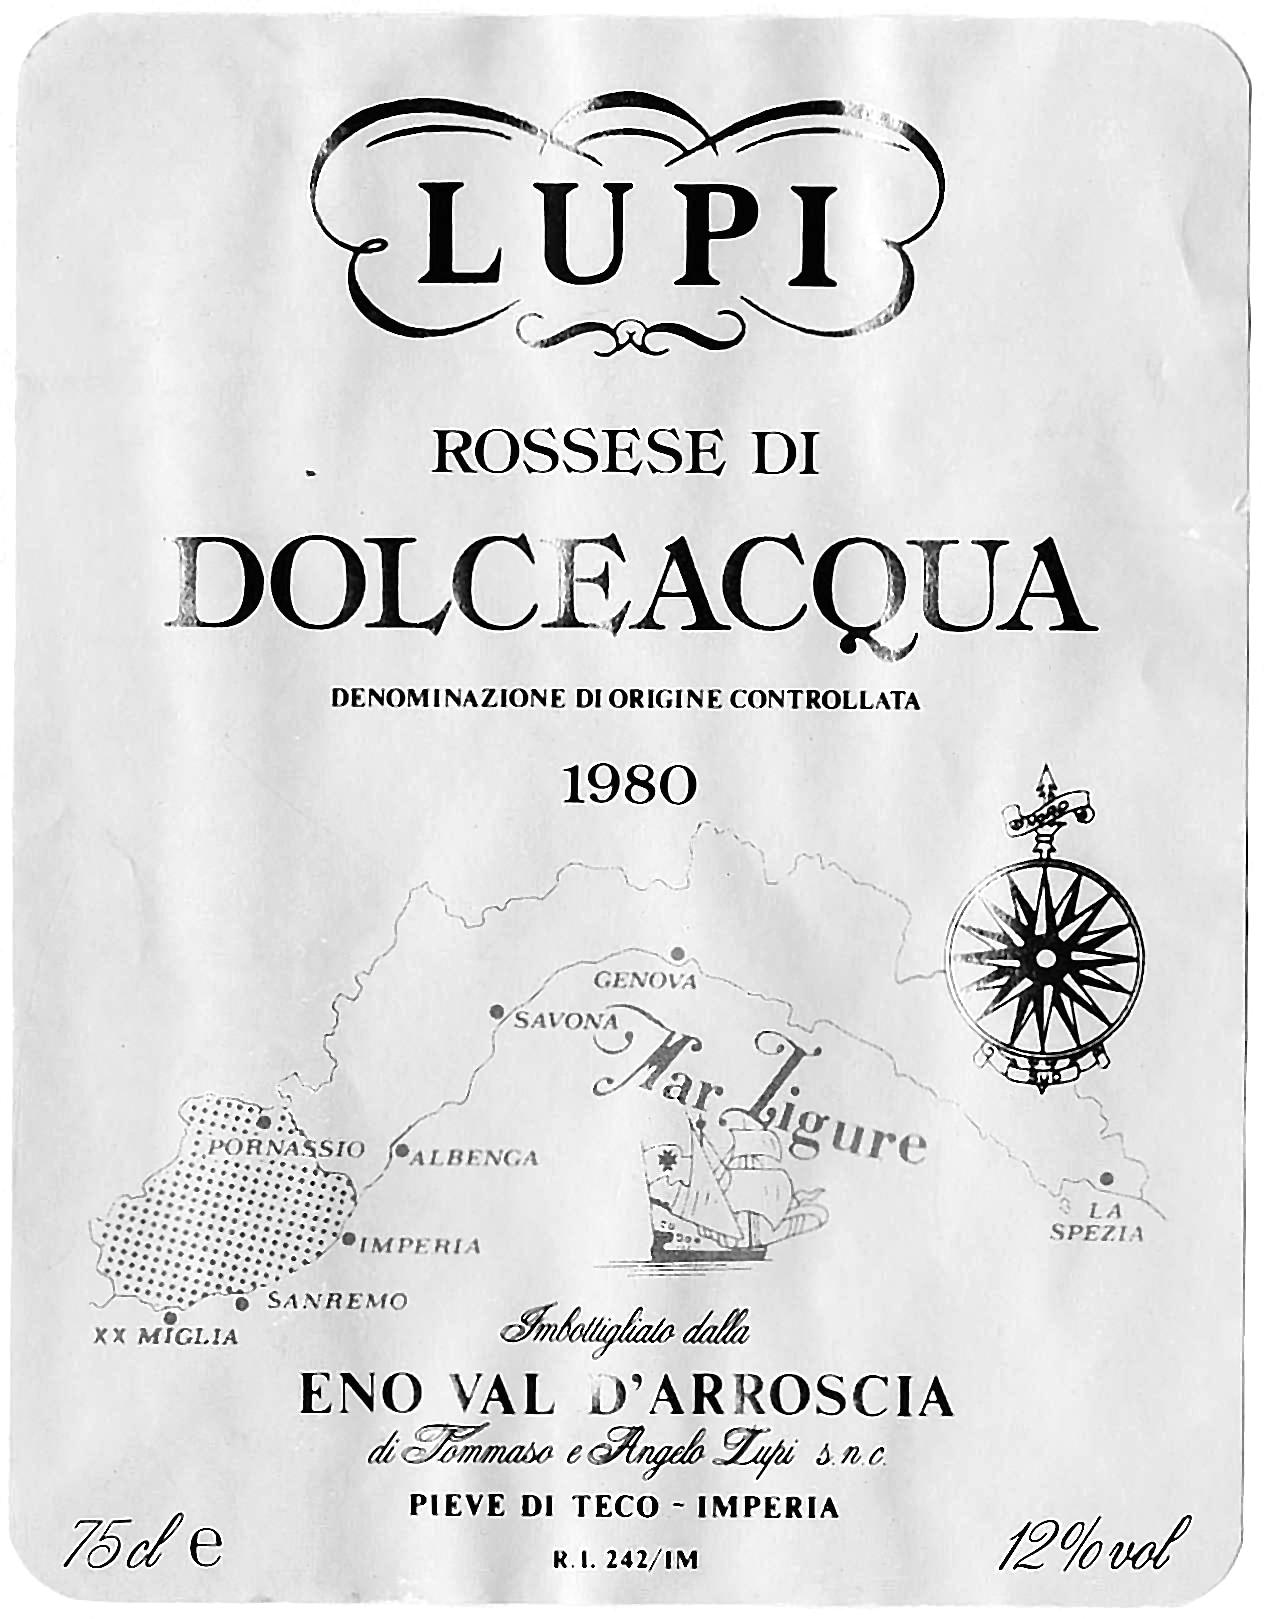 LUPI
ROSSESE DI
DOLCEACQUA
DENOMINAZIONE DI ORIGINE CONTROLLATA
1980
GENOVA
SAVONA
Mar Ligure
PORNASSIO
ALBENGA
LA
SPEZIA
IMPERIA
SANREMO
XX MIGLIA
Imbottigliato dalla
ENO VAL D'ARROSCIA
di Tommaso e Angelo Lupi s.n.c.
PIEVE DI TECO - IMPERIA
75 cl e
R.I. 242/IM
12% vol